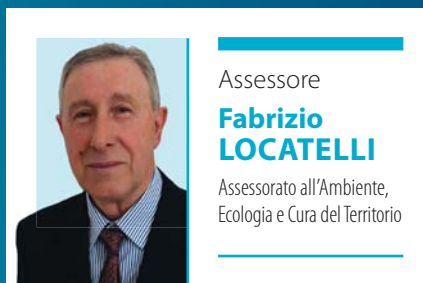 Assessore
Fabrizio
LOCATELLI
Assessorato all'Ambiente,
Ecologia e Cura del Territorio